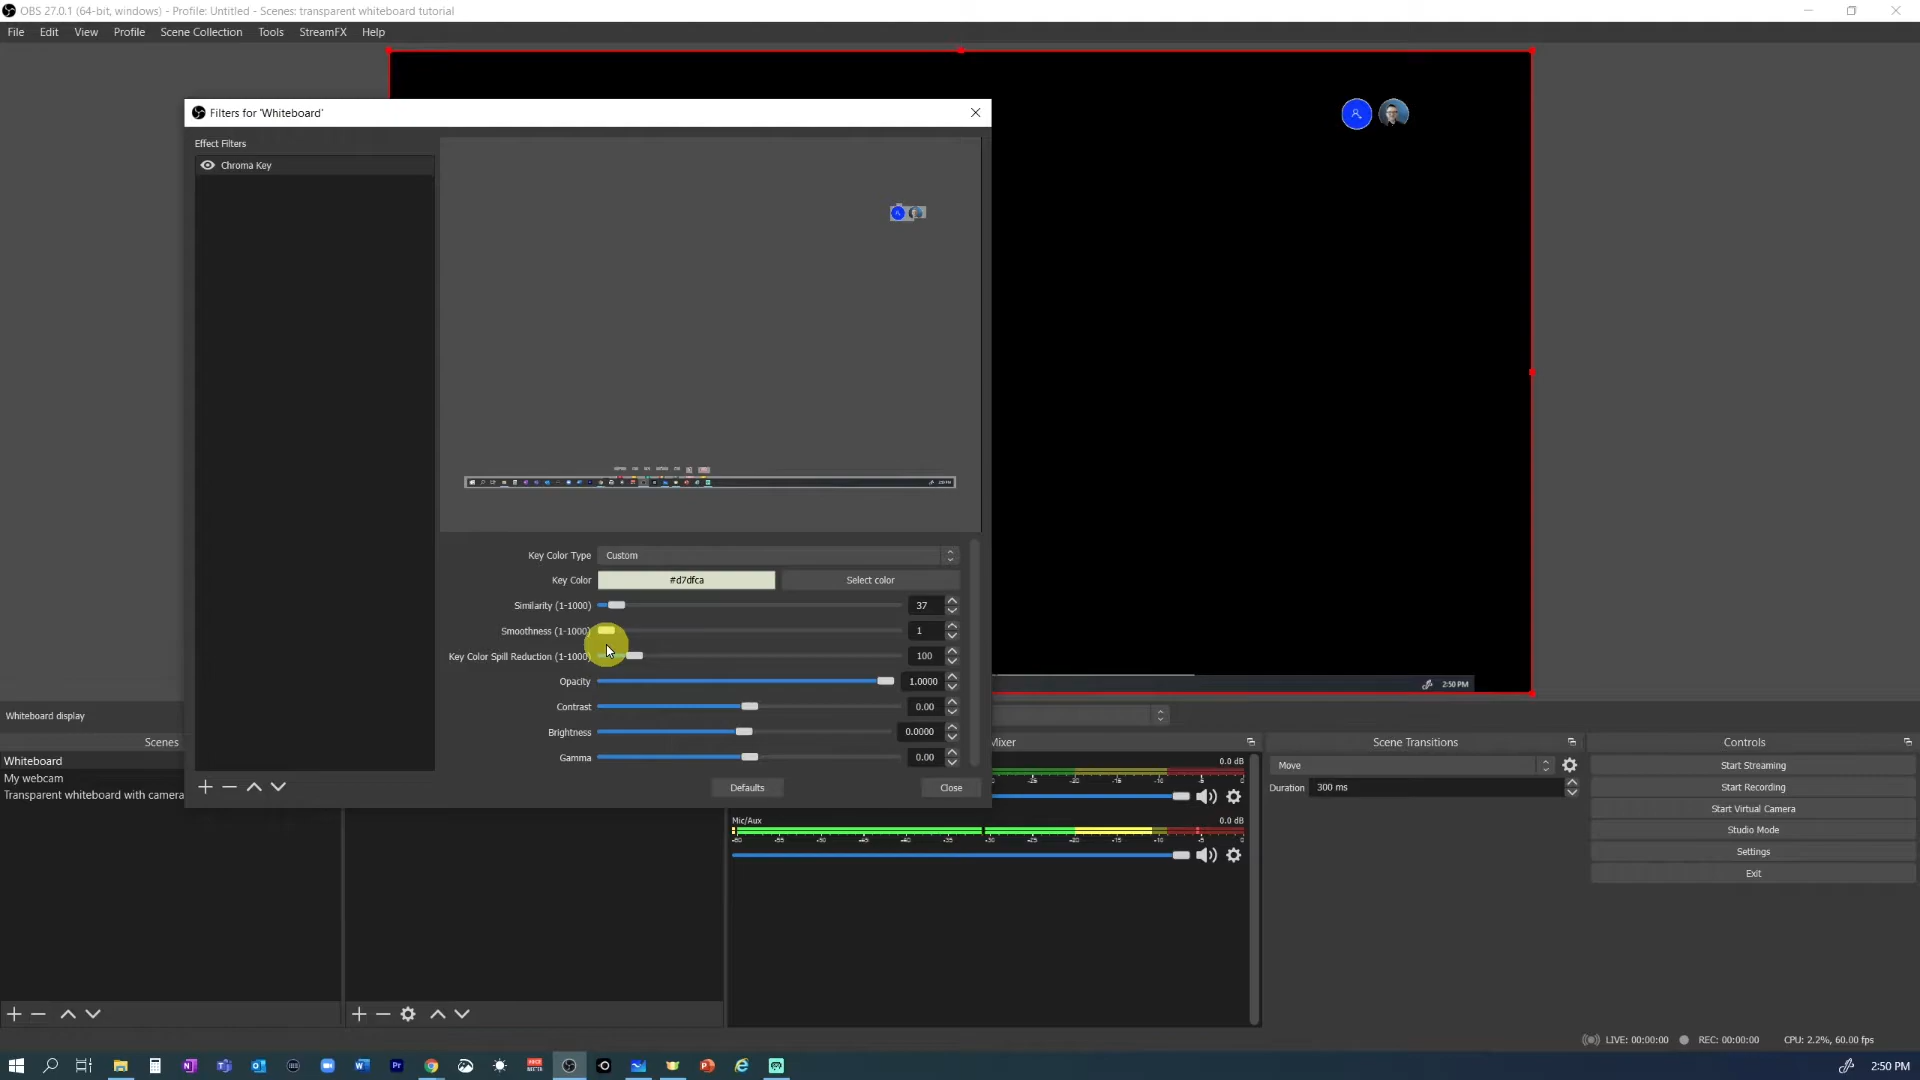 OBS 27.0.1 (64-bit, windows) - Profile: Untitled - Scenes: transparent whiteboard tutorial
File Edit View Profile Scene Collection Tools StreamFX Help
Filters for 'Whiteboard'
Effect Filters
Chroma Key
Key Color Type Custom
Key Color #d7dfca Select color
Similarity (1-1000) 37
Smoothness (1-1000) 1
Key Color Spill Reduction (1-1000) 100
Opacity 1.0000
Contrast 0.00
Brightness 0.0000
Gamma 0.00
Defaults Close
2:50 PM
Whiteboard display
Scenes
Whiteboard
My webcam
Transparent whiteboard with camera
Mixer
0.0 dB
Mic/Aux 0.0 dB
Scene Transitions
Move
Duration 300 ms
Controls
Start Streaming
Start Recording
Start Virtual Camera
Studio Mode
Settings
Exit
LIVE: 00:00:00 REC: 00:00:00 CPU: 2.2%, 60.00 fps
2:50 PM